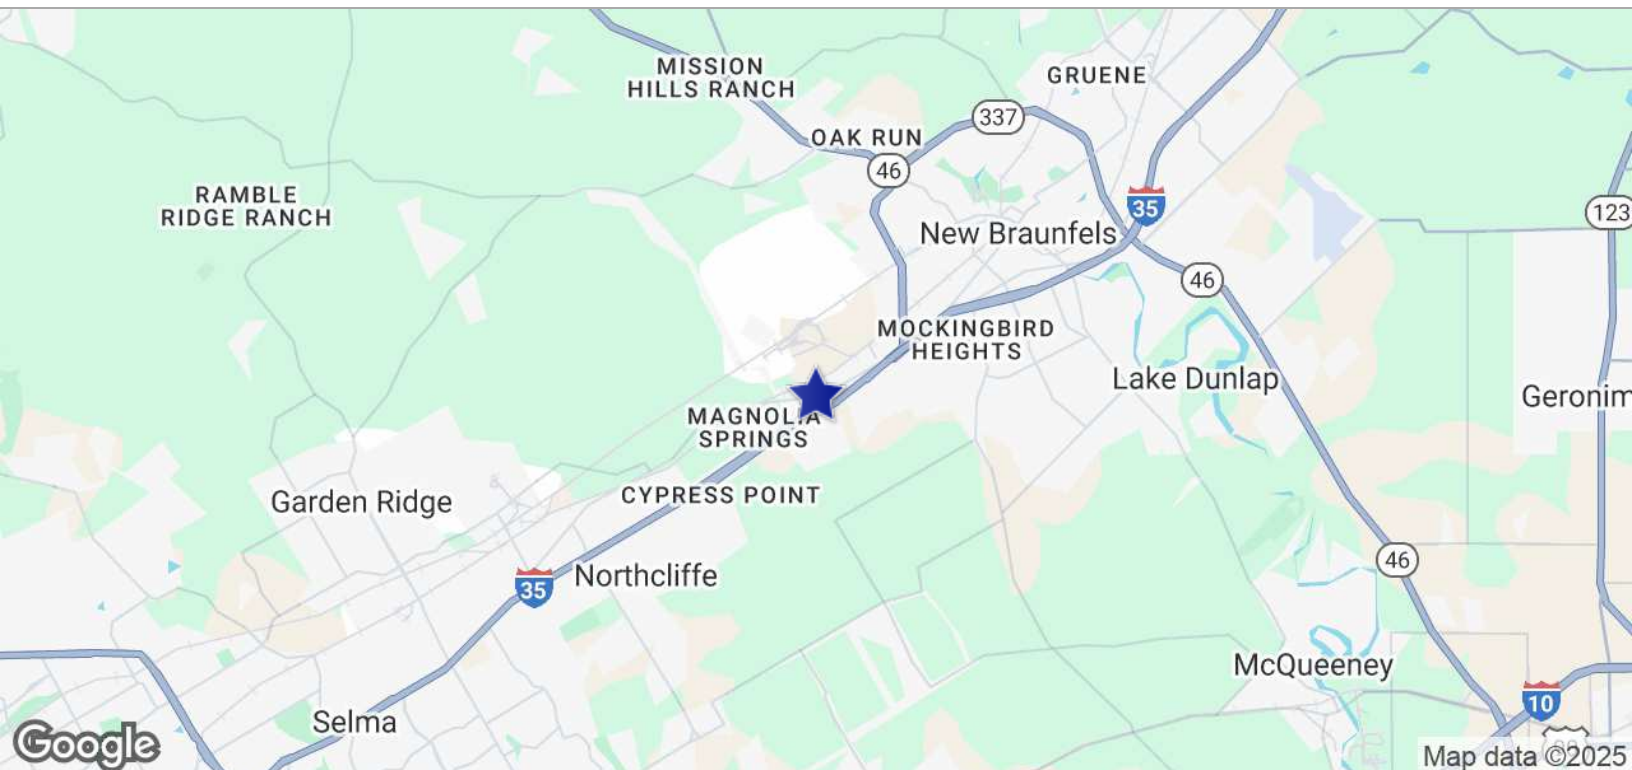 MISSION
HILLS RANCH
GRUENE
337
OAK RUN
46
RAMBLE
RIDGE RANCH
35
123
New Braunfels
46
MOCKINGBIRD
HEIGHTS
Lake Dunlap
Geronim
MAGNOLIA
SPRINGS
CYPRESS POINT
Garden Ridge
46
35
Northcliffe
McQueeney
10
Selma
Google
Map data ©2025